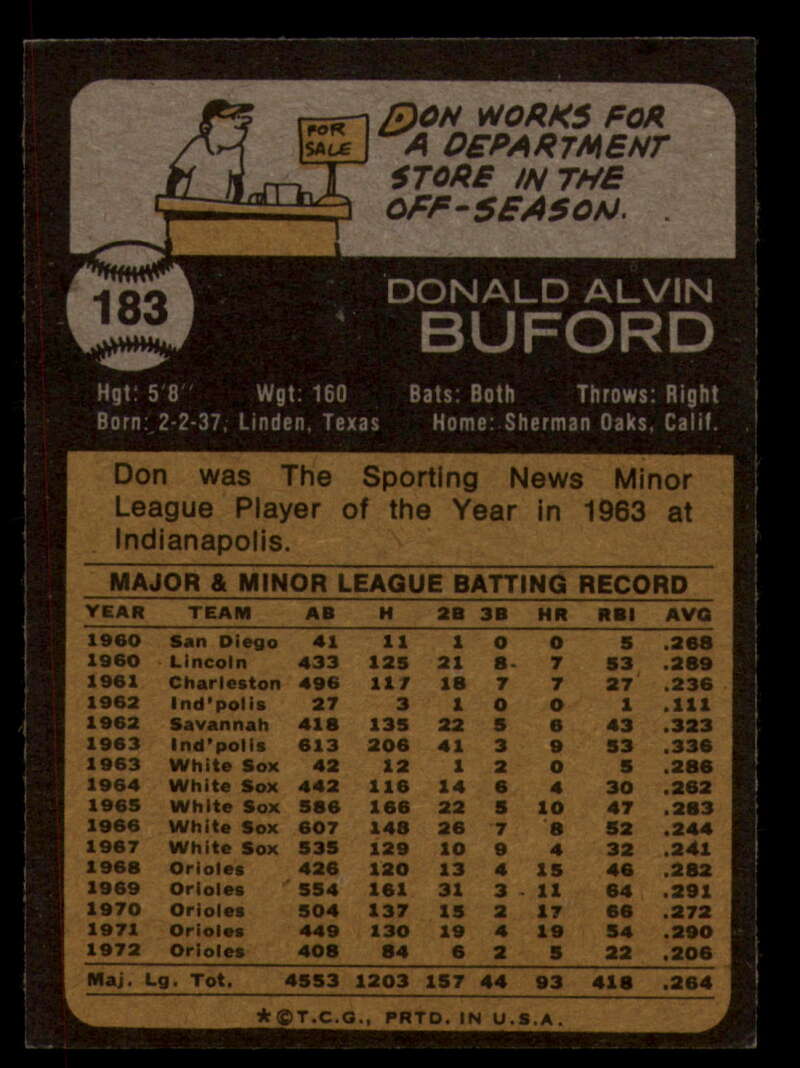 FOR
SALE
DON WORKS FOR
A DEPARTMENT
STORE IN THE
OFF-SEASON.
183
DONALD ALVIN
BUFORD
Hgt: 5'8" Wgt: 160 Bats: Both Throws: Right
Born: 2-2-37, Linden, Texas Home: Sherman Oaks, Calif.
Don was The Sporting News Minor
League Player of the Year in 1963 at
Indianapolis.
MAJOR & MINOR LEAGUE BATTING RECORD
YEAR TEAM AB H 2B 3B HR RBI AVG
1960 San Diego 41 11 1 0 0 5 .268
1960 Lincoln 433 125 21 8 7 53 .289
1961 Charleston 496 117 18 7 7 27 .236
1962 Ind'polis 27 3 1 0 0 1 .111
1962 Savannah 418 135 22 5 6 43 .323
1963 Ind'polis 613 206 41 3 9 53 .336
1963 White Sox 42 12 1 2 0 5 .286
1964 White Sox 442 116 14 6 4 30 .262
1965 White Sox 586 166 22 5 10 47 .283
1966 White Sox 607 148 26 7 8 52 .244
1967 White Sox 535 129 10 9 4 32 .241
1968 Orioles 426 120 13 4 15 46 .282
1969 Orioles 554 161 31 3 11 64 .291
1970 Orioles 504 137 15 2 17 66 .272
1971 Orioles 449 130 19 4 19 54 .290
1972 Orioles 408 84 6 2 5 22 .206
Maj. Lg. Tot. 4553 1203 157 44 93 418 .264
*©T.C.G., PRTD. IN U.S.A.